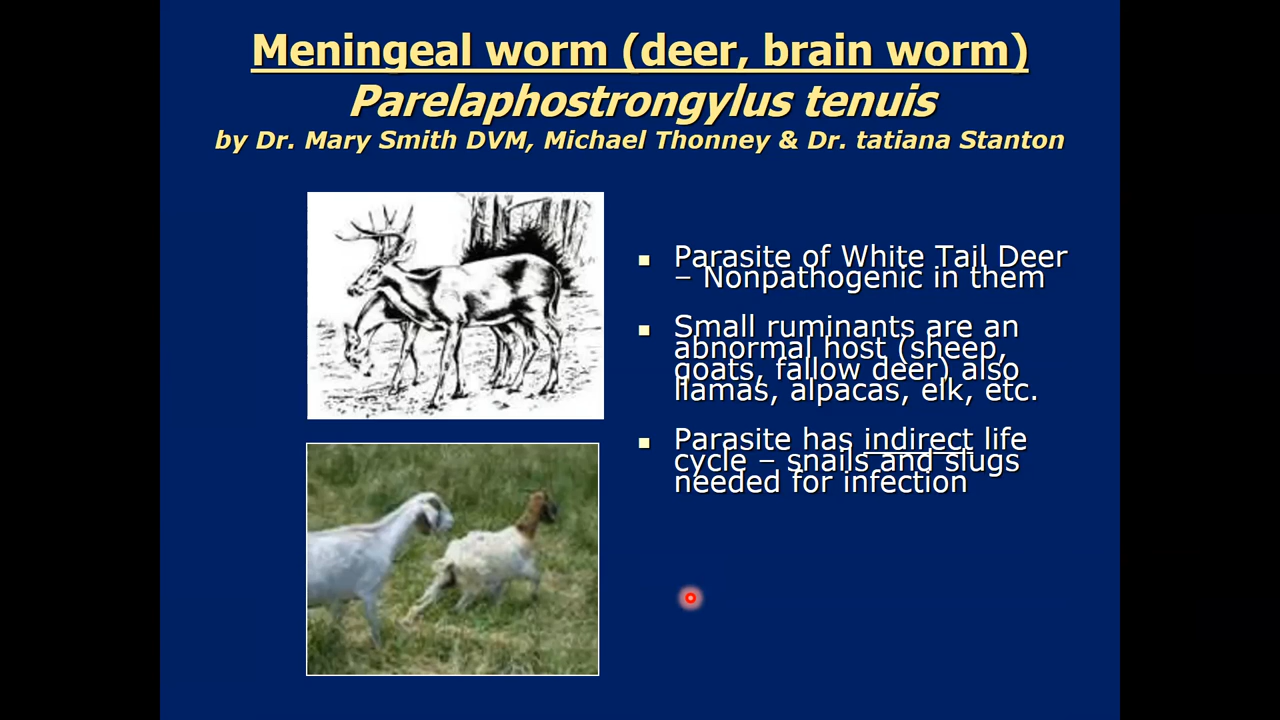 Meningeal worm (deer, brain worm)
Parelaphostrongylus tenuis
by Dr. Mary Smith DVM, Michael Thonney & Dr. tatiana Stanton
▪ Parasite of White Tail Deer
– Nonpathogenic in them
▪ Small ruminants are an
abnormal host (sheep,
goats, fallow deer) also
llamas, alpacas, elk, etc.
▪ Parasite has indirect life
cycle – snails and slugs
needed for infection